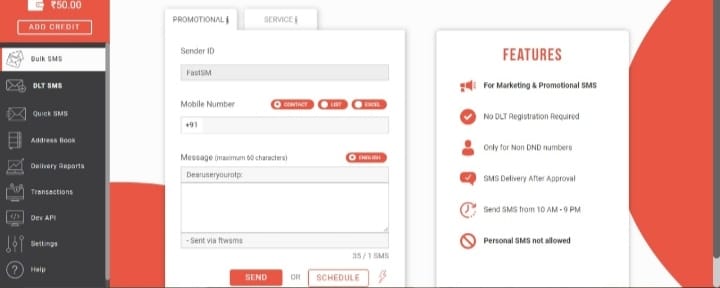 ₹50.00
ADD CREDIT
Bulk SMS
DLT SMS
Quick SMS
Address Book
Delivery Reports
Transactions
Dev API
Settings
Help
PROMOTIONAL
SERVICE
Sender ID
FastSM
Mobile Number
CONTACT
LIST
EXCEL
+91
Message (maximum 60 characters)
ENGLISH
Dearuseryourotp:
- Sent via ftwsms
35 / 1 SMS
SEND
OR
SCHEDULE
FEATURES
For Marketing & Promotional SMS
No DLT Registration Required
Only for Non DND numbers
SMS Delivery After Approval
Send SMS from 10 AM - 9 PM
Personal SMS not allowed